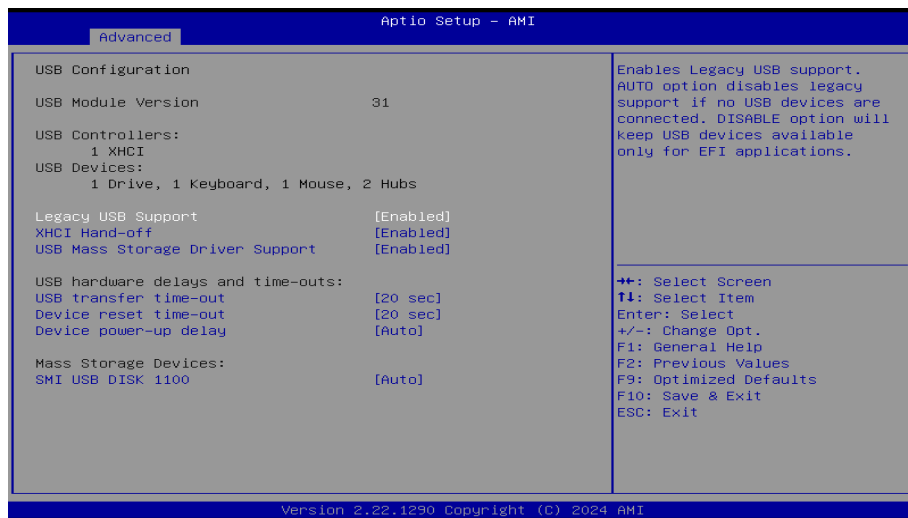 Aptio Setup – AMI
Advanced
USB Configuration
USB Module Version 31
USB Controllers:
1 XHCI
USB Devices:
1 Drive, 1 Keyboard, 1 Mouse, 2 Hubs
Legacy USB Support [Enabled]
XHCI Hand-off [Enabled]
USB Mass Storage Driver Support [Enabled]
USB hardware delays and time-outs:
USB transfer time-out [20 sec]
Device reset time-out [20 sec]
Device power-up delay [Auto]
Mass Storage Devices:
SMI USB DISK 1100 [Auto]
Enables Legacy USB support.
AUTO option disables legacy
support if no USB devices are
connected. DISABLE option will
keep USB devices available
only for EFI applications.
→←: Select Screen
↑↓: Select Item
Enter: Select
+/-: Change Opt.
F1: General Help
F2: Previous Values
F9: Optimized Defaults
F10: Save & Exit
ESC: Exit
Version 2.22.1290 Copyright (C) 2024 AMI